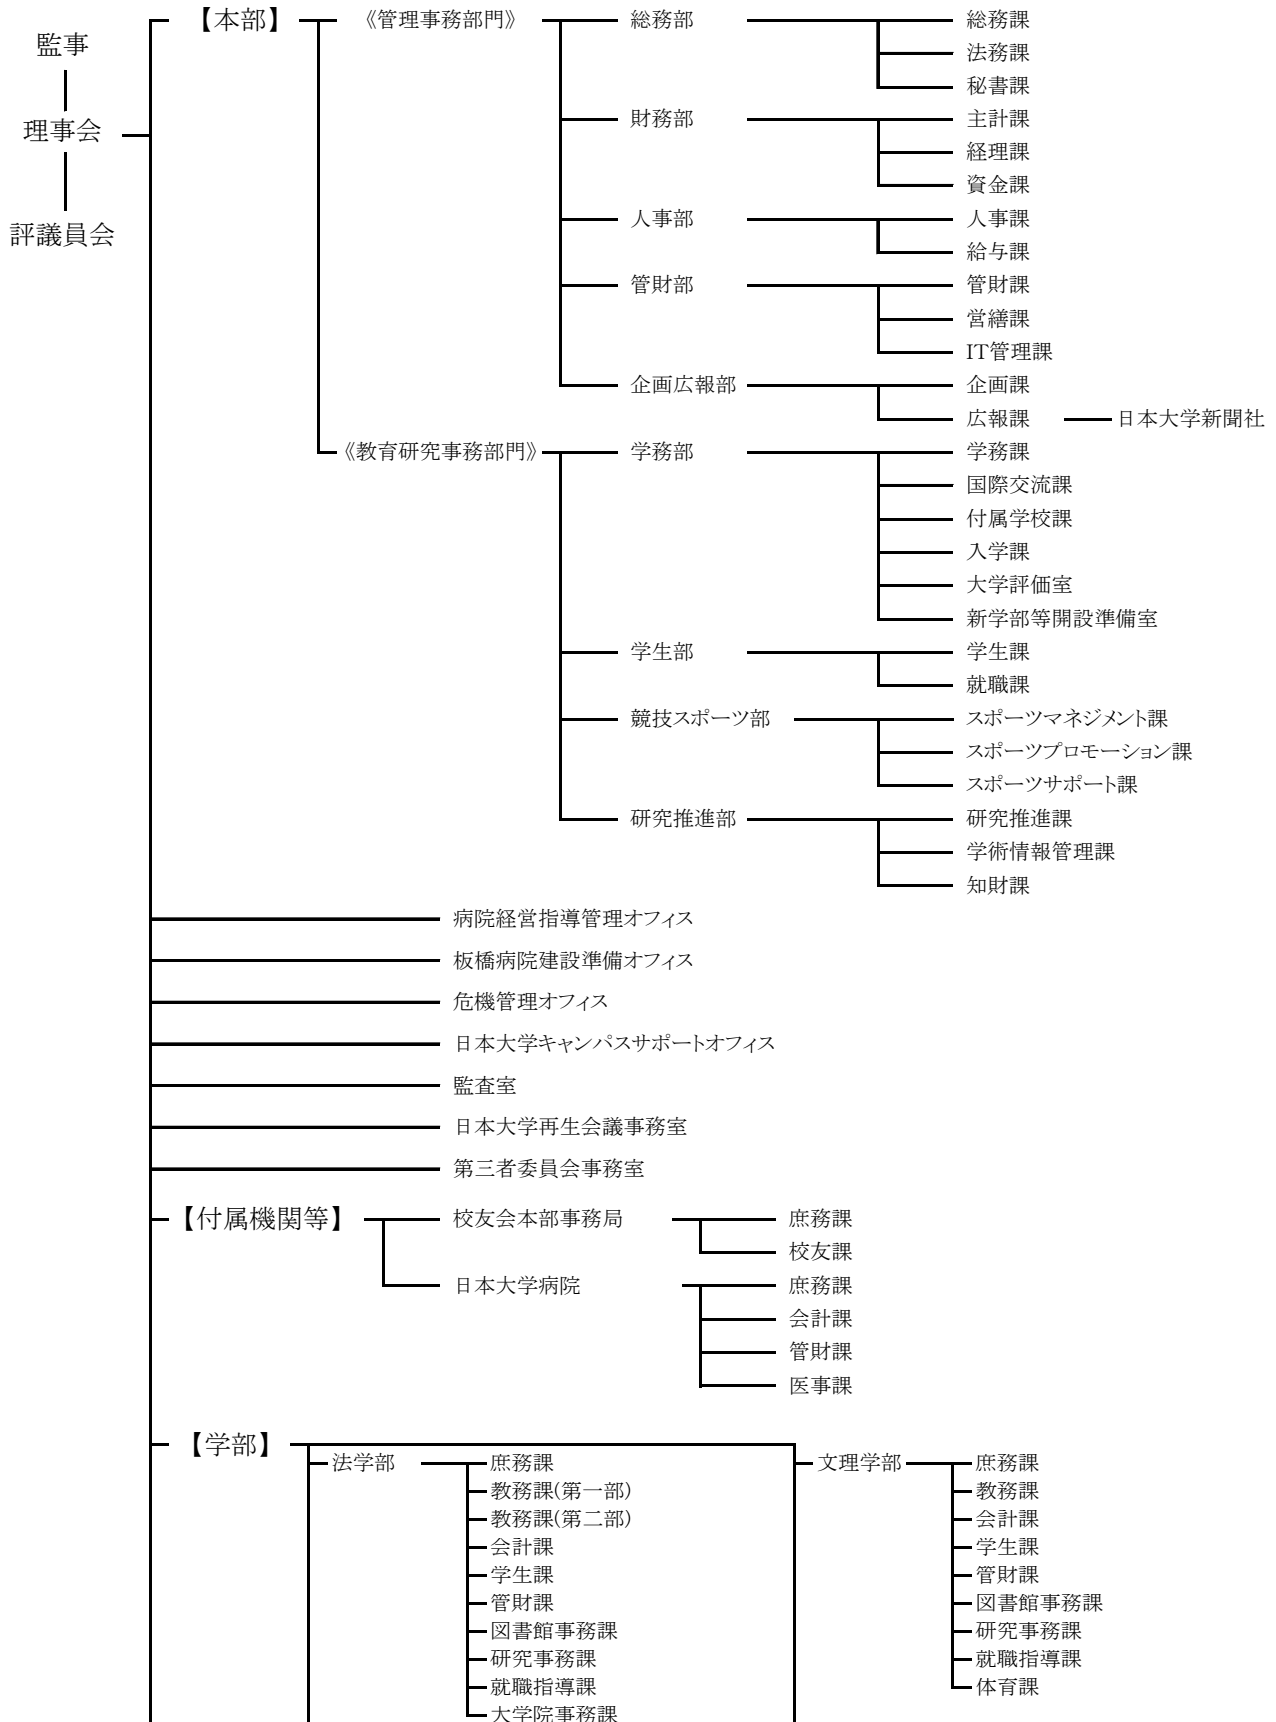 監事
理事会
評議員会
【本部】
《管理事務部門》
総務部
総務課
法務課
秘書課
財務部
主計課
経理課
資金課
人事部
人事課
給与課
管財部
管財課
営繕課
IT管理課
企画広報部
企画課
広報課
日本大学新聞社
《教育研究事務部門》
学務部
学務課
国際交流課
付属学校課
入学課
大学評価室
新学部等開設準備室
学生部
学生課
就職課
競技スポーツ部
スポーツマネジメント課
スポーツプロモーション課
スポーツサポート課
研究推進部
研究推進課
学術情報管理課
知財課
病院経営指導管理オフィス
板橋病院建設準備オフィス
危機管理オフィス
日本大学キャンパスサポートオフィス
監査室
日本大学再生会議事務室
第三者委員会事務室
【付属機関等】
校友会本部事務局
庶務課
校友課
日本大学病院
庶務課
会計課
管財課
医事課
【学部】
法学部
庶務課
教務課(第一部)
教務課(第二部)
会計課
学生課
管財課
図書館事務課
研究事務課
就職指導課
大学院事務課
文理学部
庶務課
教務課
会計課
学生課
管財課
図書館事務課
研究事務課
就職指導課
体育課